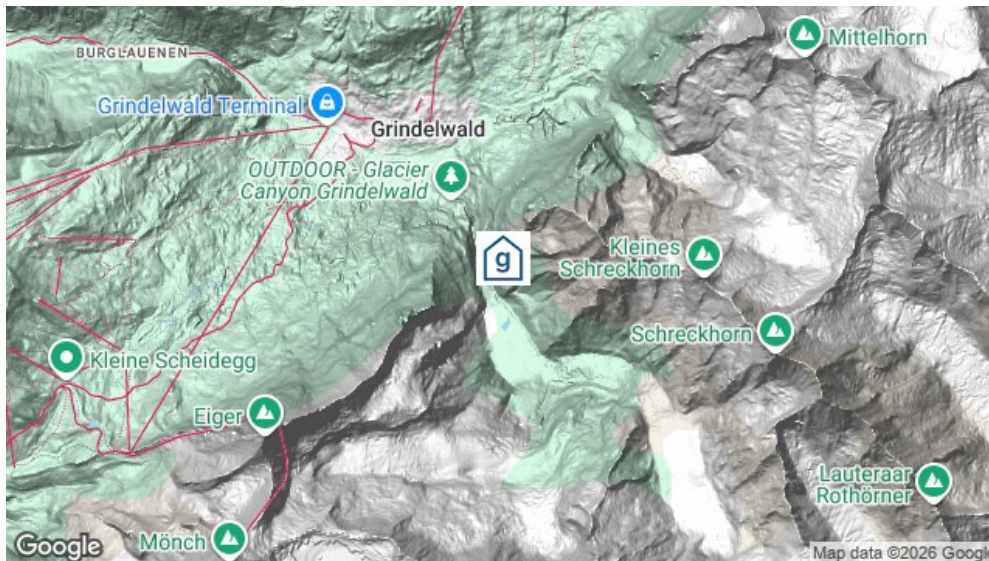 Mittelhorn
BURGLAUENEN
Grindelwald Terminal
Grindelwald
OUTDOOR - Glacier
Canyon Grindelwald
g
Kleines
Schreckhorn
Schreckhorn
Kleine Scheidegg
Eiger
Lauteraar
Rothörner
Mönch
Google
Map data ©2026 Google